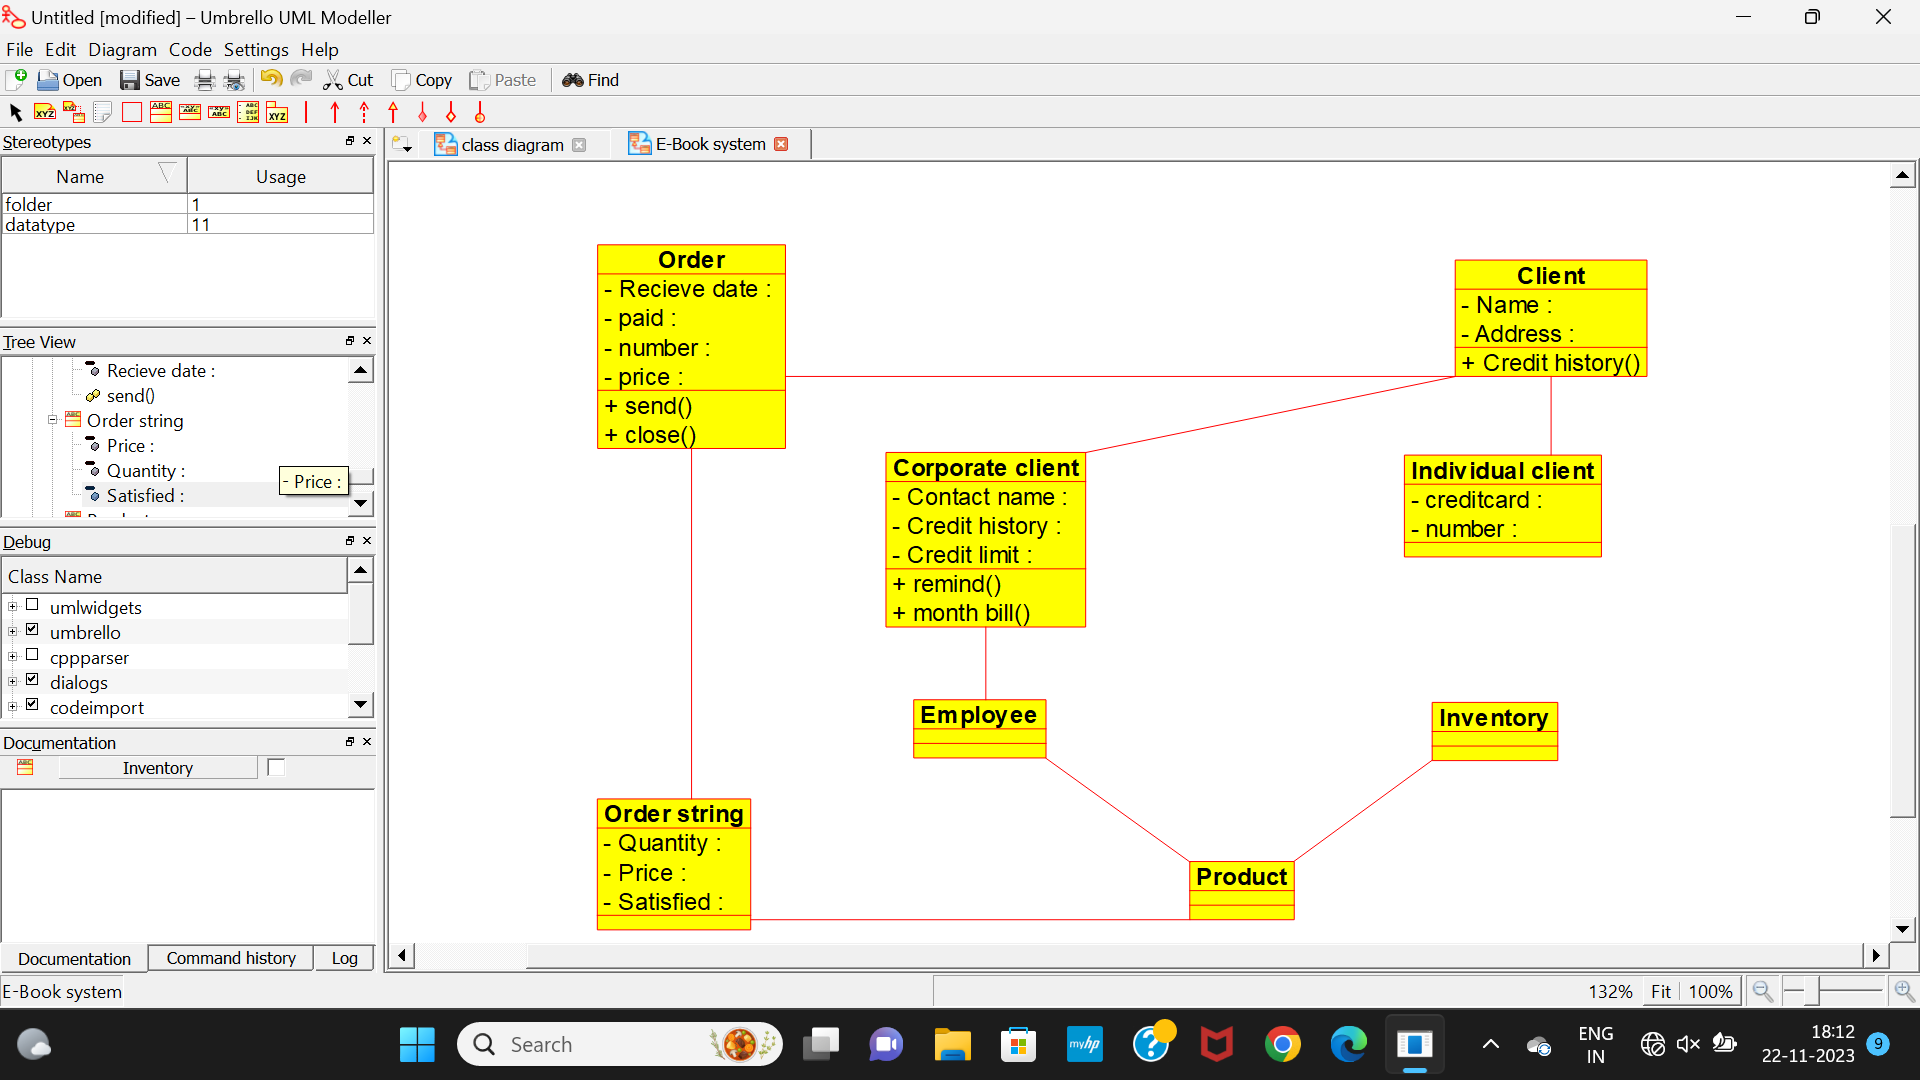 Untitled [modified] – Umbrello UML Modeller
File Edit Diagram Code Settings Help
Open Save Cut Copy Paste Find
Stereotypes
Name Usage
folder 1
datatype 11
Tree View
Recieve date :
send()
Order string
Price :
Quantity :
Satisfied :
- Price :
Debug
Class Name
umlwidgets
umbrello
cppparser
dialogs
codeimport
Documentation
Inventory
Documentation Command history Log
class diagram E-Book system
Order
- Recieve date :
- paid :
- number :
- price :
+ send()
+ close()
Client
- Name :
- Address :
+ Credit history()
Corporate client
- Contact name :
- Credit history :
- Credit limit :
+ remind()
+ month bill()
Individual client
- creditcard :
- number :
Employee
Inventory
Order string
- Quantity :
- Price :
- Satisfied :
Product
E-Book system
132% Fit 100%
Search
myhp
ENG
IN
18:12
22-11-2023
9